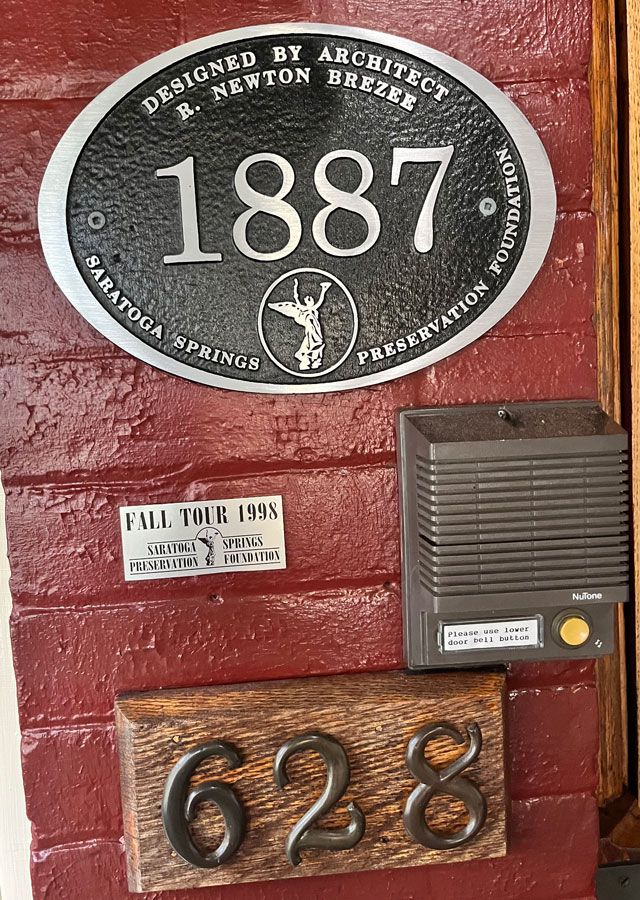 DESIGNED BY ARCHITECT
R. NEWTON BREZEE
1887
SARATOGA SPRINGS PRESERVATION FOUNDATION
FALL TOUR 1998
SARATOGA SPRINGS
PRESERVATION FOUNDATION
NuTone
Please use lower
door bell button
628